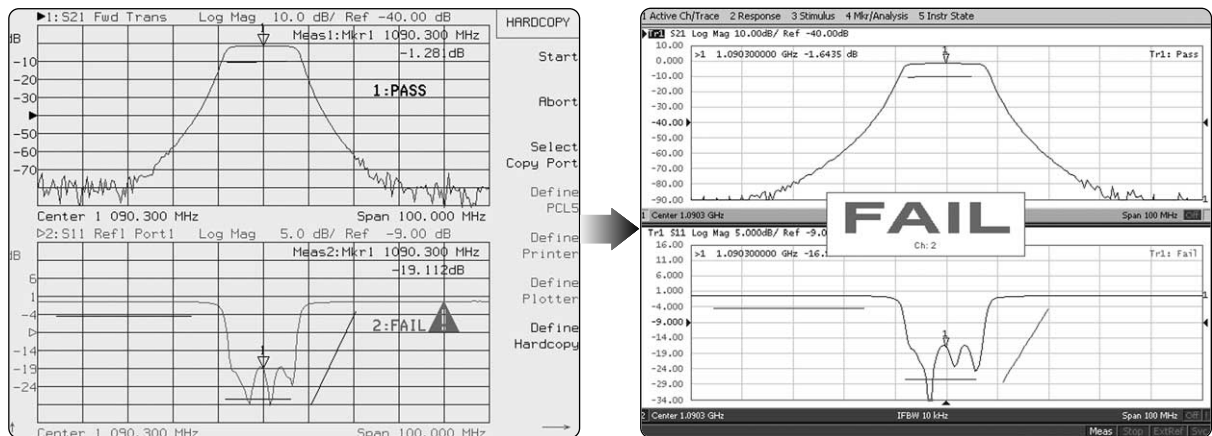 ▶1:S21 Fwd Trans Log Mag 10.0 dB/ Ref -40.00 dB
HARDCOPY
dB
1
Meas1:Mkr1 1090.300 MHz
-1.281dB
Start
-10
-20
1:PASS
-30
Abort
-50
-60
Select
Copy Port
-70
Define
PCL5
Center 1 090.300 MHz Span 100.000 MHz
▷2:S11 Refl Port1 Log Mag 5.0 dB/ Ref -9.00 dB
Define
Printer
dB
Meas2:Mkr1 1090.300 MHz
-19.112dB
6
Define
Plotter
1
-4
2:FAIL
Define
Hardcopy
-14
1
-19
-24
Center 1 090.300 MHz Span 100.000 MHz
1 Active Ch/Trace 2 Response 3 Stimulus 4 Mkr/Analysis 5 Instr State
▶Tr1 S21 Log Mag 10.00dB/ Ref -40.00dB
10.00
>1 1.090300000 GHz -1.6435 dB
1
Tr1: Pass
0.000
-10.00
-20.00
-30.00
-40.00
-50.00
-60.00
-70.00
-80.00
-90.00
1
1 Center 1.0903 GHz Span 100 MHz Off
FAIL
Ch: 2
Tr1 S11 Log Mag 5.000dB/ Ref -9.0
16.00
>1 1.090300000 GHz -16.
Tr1: Fail
11.00
6.000
1.000
1
-4.000
-9.000
-14.00
1
-19.00
-24.00
-29.00
-34.00
2 Center 1.0903 GHz IFBW 10 kHz Span 100 MHz Off !
Meas Stop ExtRef Svc